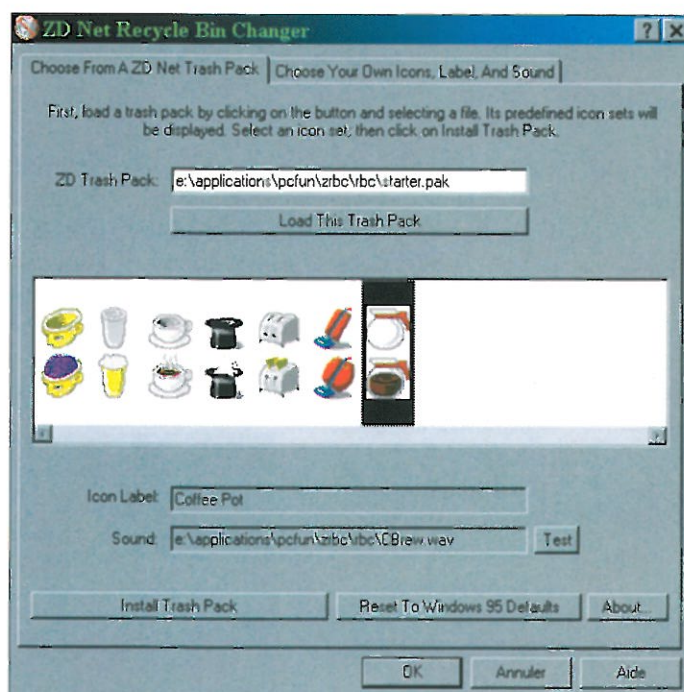 ZD Net Recycle Bin Changer
Choose From A ZD Net Trash Pack
Choose Your Own Icons, Label, And Sound
First, load a trash pack by clicking on the button and selecting a file. Its predefined icon sets will
be displayed. Select an icon set, then click on Install Trash Pack.
ZD Trash Pack: e:\applications\pcfun\zrbc\rbc\starter.pak
Load This Trash Pack
Icon Label: Coffee Pot
Sound: e:\applications\pcfun\zrbc\rbc\CBrew.wav Test
Install Trash Pack Reset To Windows 95 Defaults About...
OK Annuler Aide